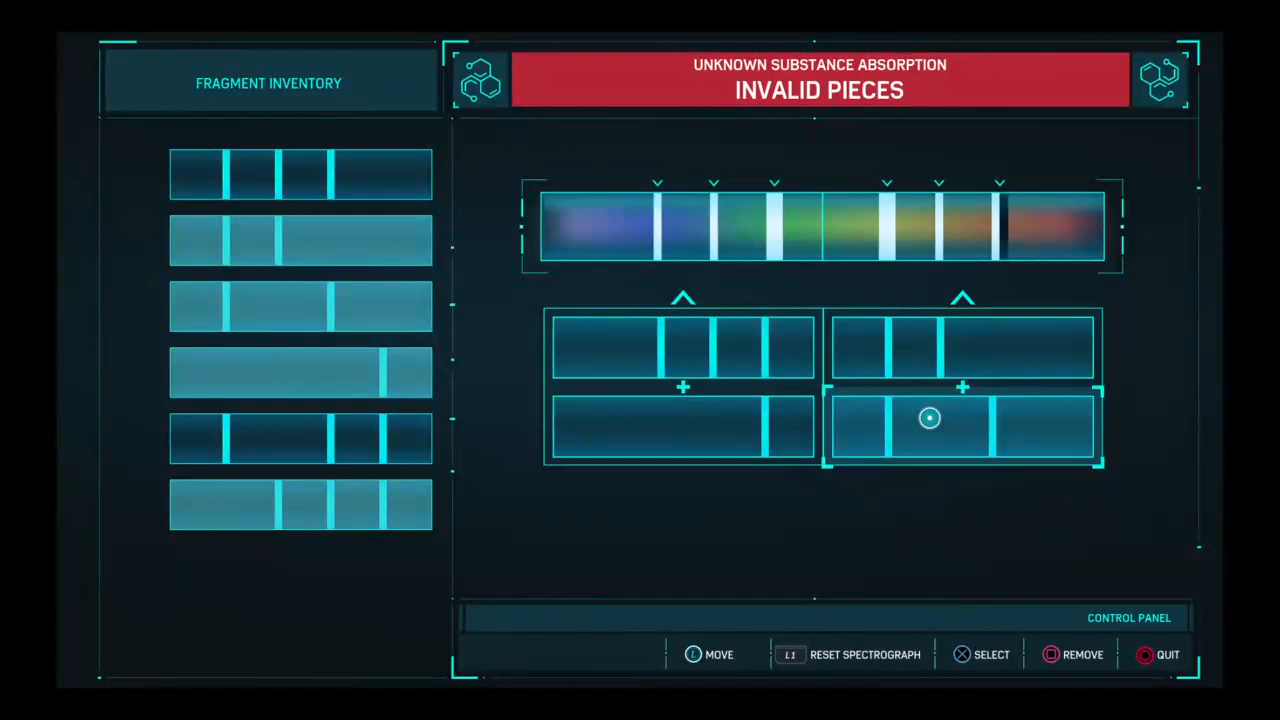 FRAGMENT INVENTORY
UNKNOWN SUBSTANCE ABSORPTION
INVALID PIECES
CONTROL PANEL
L MOVE
L1 RESET SPECTROGRAPH
SELECT
REMOVE
QUIT